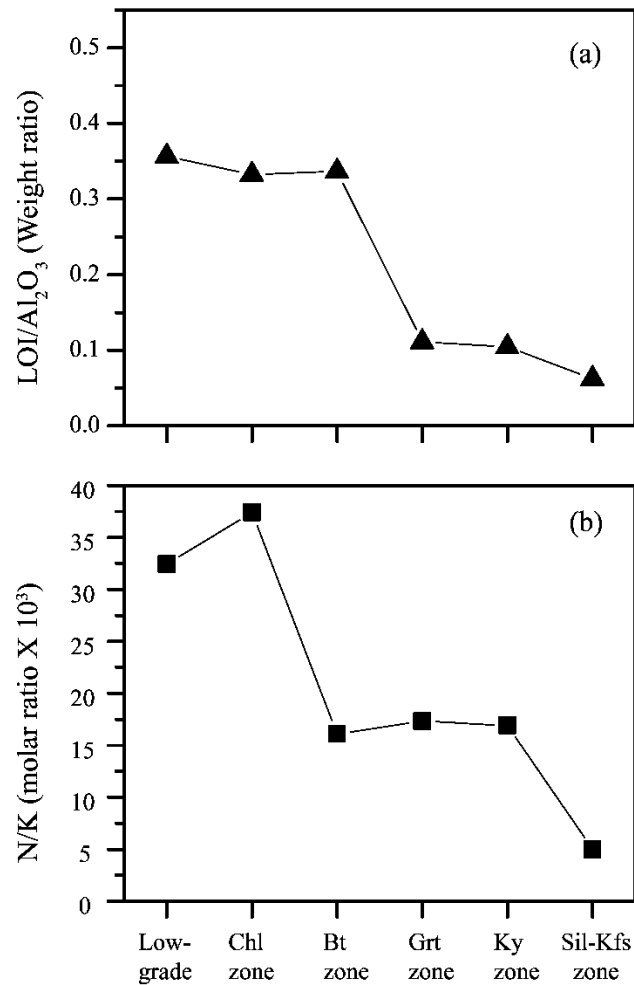 (a)
LOI/Al₂O₃ (Weight ratio)
0.5
0.4
0.3
0.2
0.1
0.0
(b)
N/K (molar ratio X 10³)
40
35
30
25
20
15
10
5
0
Low-grade
Chl zone
Bt zone
Grt zone
Ky zone
Sil-Kfs zone